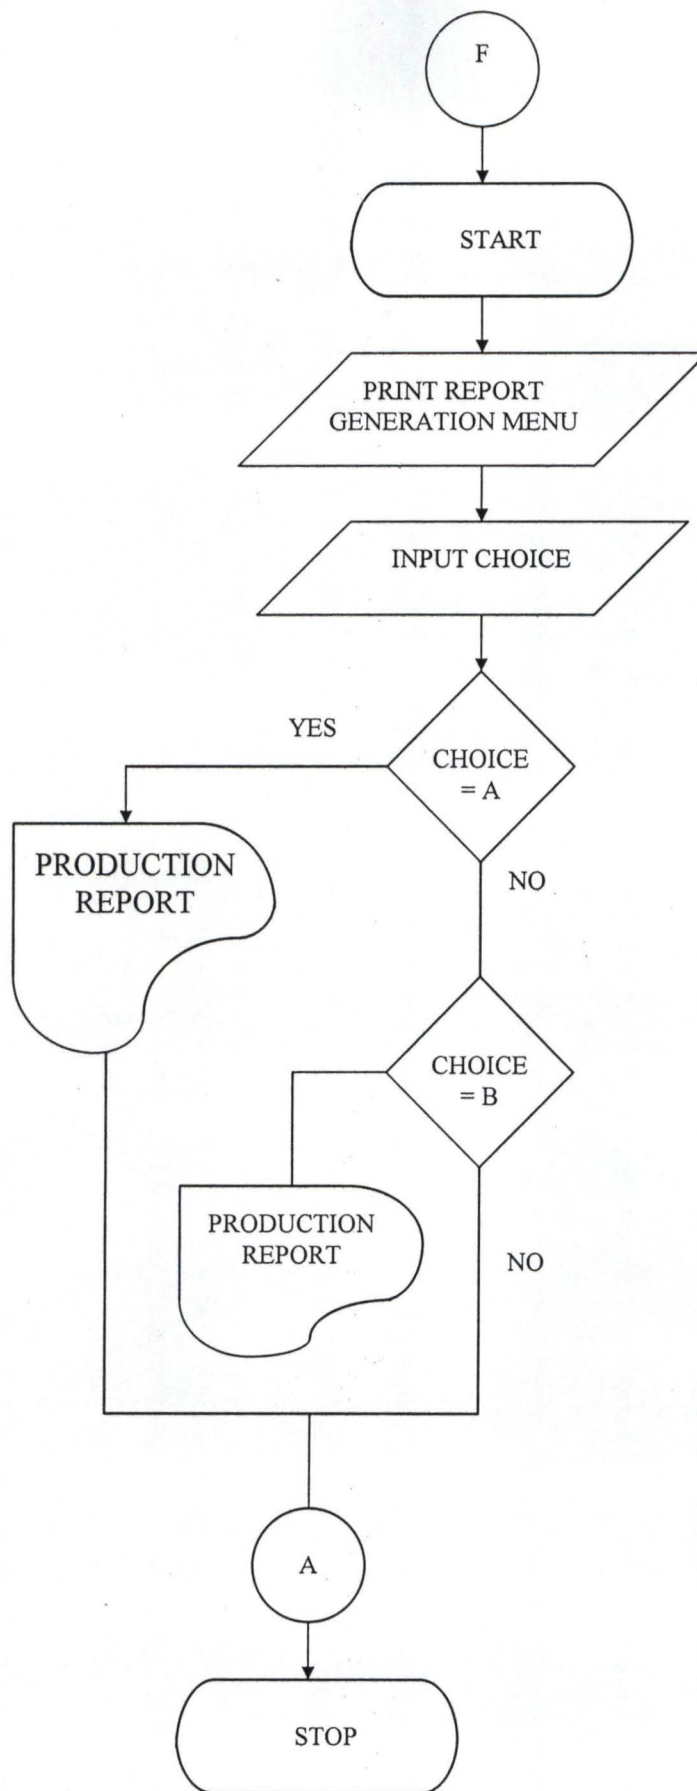 F
START
PRINT REPORT
GENERATION MENU
INPUT CHOICE
YES
CHOICE
= A
PRODUCTION
REPORT
NO
CHOICE
= B
PRODUCTION
REPORT
NO
A
STOP